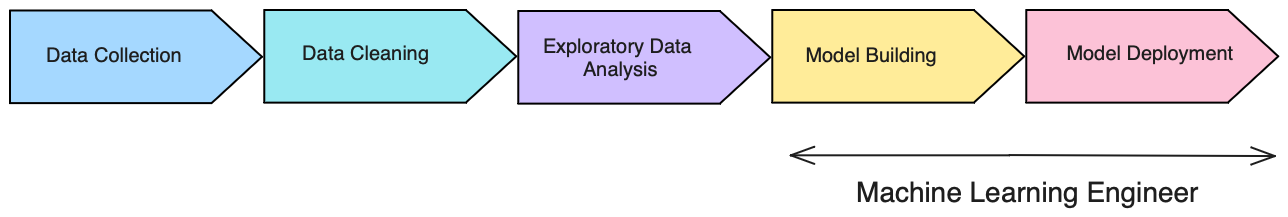 Data Collection
Data Cleaning
Exploratory Data
Analysis
Model Building
Model Deployment
Machine Learning Engineer